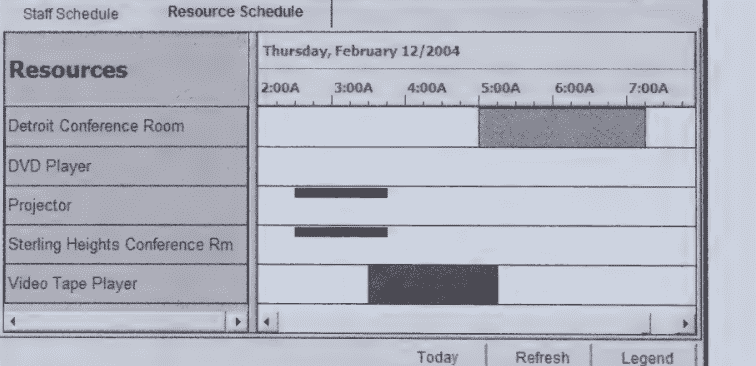 Staff Schedule Resource Schedule
Resources
Thursday, February 12/2004
2:00A 3:00A 4:00A 5:00A 6:00A 7:00A
Detroit Conference Room
DVD Player
Projector
Sterling Heights Conference Rm
Video Tape Player
Today Refresh Legend